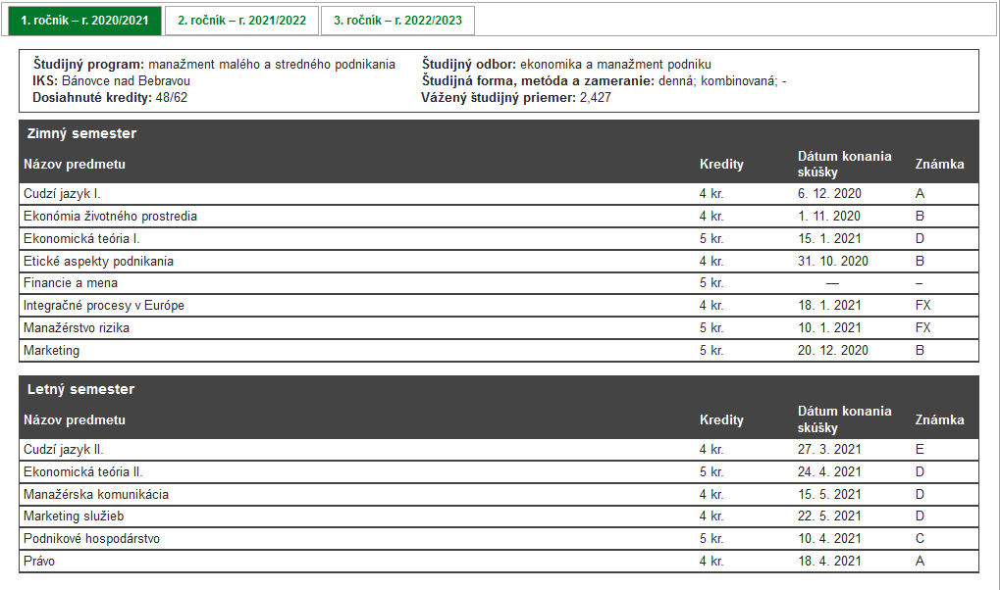 1. ročník – r. 2020/2021 2. ročník – r. 2021/2022 3. ročník – r. 2022/2023
Študijný program: manažment malého a stredného podnikania Študijný odbor: ekonomika a manažment podniku
IKS: Bánovce nad Bebravou Študijná forma, metóda a zameranie: denná; kombinovaná; -
Dosiahnuté kredity: 48/62 Vážený študijný priemer: 2,427
Zimný semester
Názov predmetu Kredity Dátum konania skúšky Známka
Cudzí jazyk I. 4 kr. 6. 12. 2020 A
Ekonómia životného prostredia 4 kr. 1. 11. 2020 B
Ekonomická teória I. 5 kr. 15. 1. 2021 D
Etické aspekty podnikania 4 kr. 31. 10. 2020 B
Financie a mena 5 kr. — –
Integračné procesy v Európe 4 kr. 18. 1. 2021 FX
Manažérstvo rizika 5 kr. 10. 1. 2021 FX
Marketing 5 kr. 20. 12. 2020 B
Letný semester
Názov predmetu Kredity Dátum konania skúšky Známka
Cudzí jazyk II. 4 kr. 27. 3. 2021 E
Ekonomická teória II. 5 kr. 24. 4. 2021 D
Manažérska komunikácia 4 kr. 15. 5. 2021 D
Marketing služieb 4 kr. 22. 5. 2021 D
Podnikové hospodárstvo 5 kr. 10. 4. 2021 C
Právo 4 kr. 18. 4. 2021 A